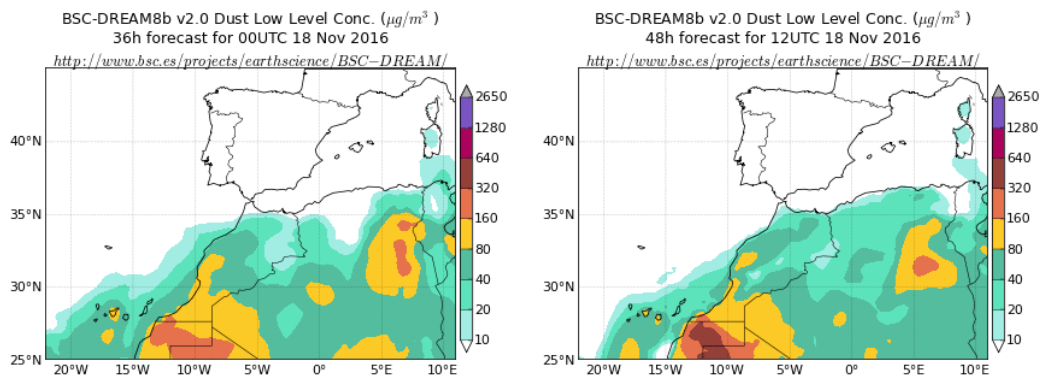 BSC-DREAM8b v2.0 Dust Low Level Conc. (µg/m³ )
36h forecast for 00UTC 18 Nov 2016
http://www.bsc.es/projects/earthscience/BSC−DREAM/
40°N
35°N
30°N
25°N
20°W
15°W
10°W
5°W
0°E
5°E
10°E
2650
1280
640
320
160
80
40
20
10
BSC-DREAM8b v2.0 Dust Low Level Conc. (µg/m³ )
48h forecast for 12UTC 18 Nov 2016
http://www.bsc.es/projects/earthscience/BSC−DREAM/
40°N
35°N
30°N
25°N
20°W
15°W
10°W
5°W
0°E
5°E
10°E
2650
1280
640
320
160
80
40
20
10